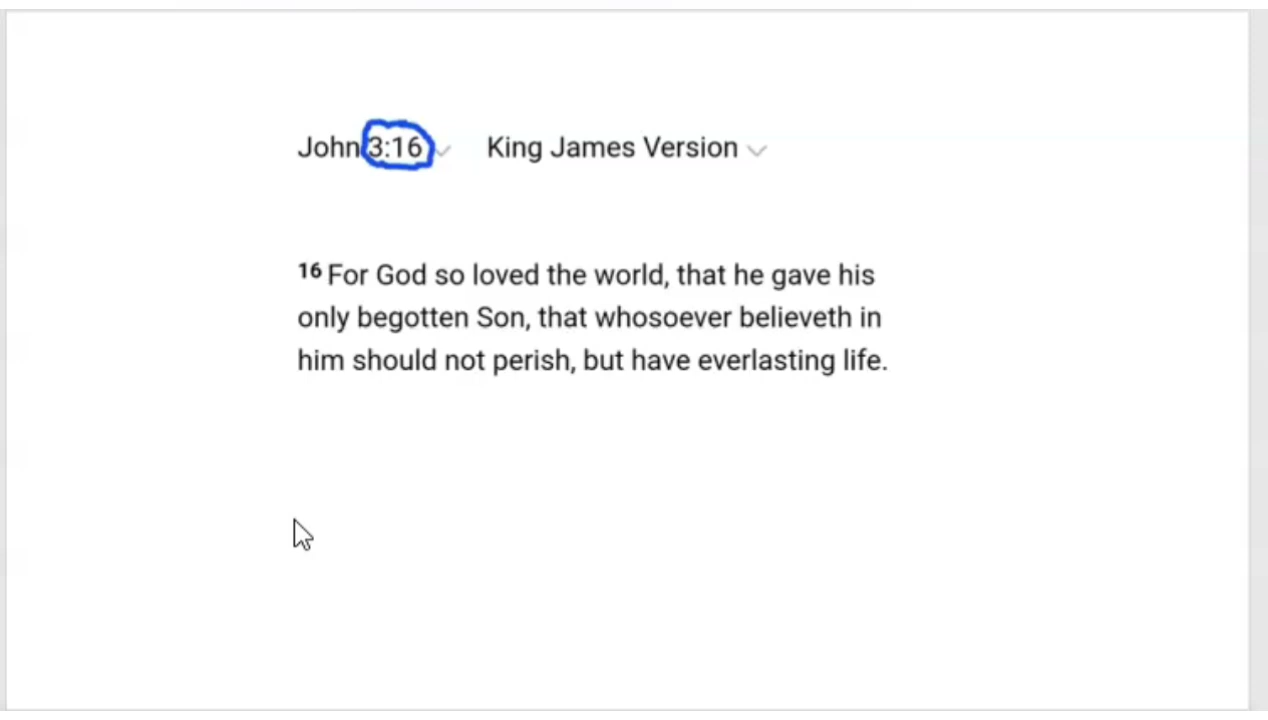 John 3:16 King James Version
16 For God so loved the world, that he gave his
only begotten Son, that whosoever believeth in
him should not perish, but have everlasting life.